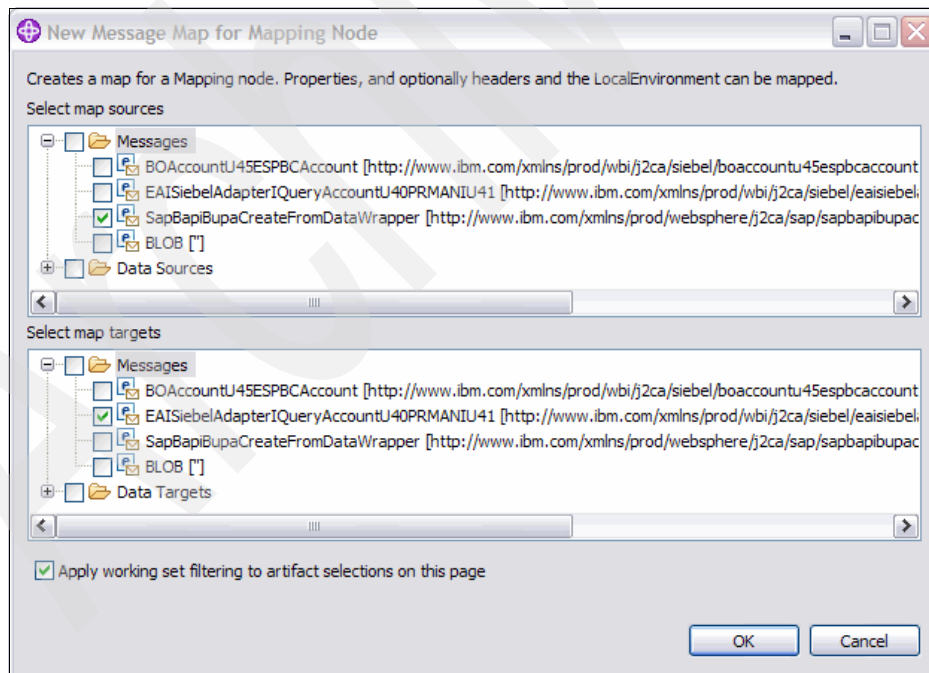 New Message Map for Mapping Node
Creates a map for a Mapping node. Properties, and optionally headers and the LocalEnvironment can be mapped.
Select map sources
Messages
BOAccountU45ESPBCAccount [http://www.ibm.com/xmlns/prod/wbi/j2ca/siebel/boaccountu45espbcaccount
EAISiebelAdapterIQueryAccountU40PRMANIU41 [http://www.ibm.com/xmlns/prod/wbi/j2ca/siebel/eaisiebel
SapBapiBupaCreateFromDataWrapper [http://www.ibm.com/xmlns/prod/websphere/j2ca/sap/sapbapibupac
BLOB ['']
Data Sources
Select map targets
Messages
BOAccountU45ESPBCAccount [http://www.ibm.com/xmlns/prod/wbi/j2ca/siebel/boaccountu45espbcaccount
EAISiebelAdapterIQueryAccountU40PRMANIU41 [http://www.ibm.com/xmlns/prod/wbi/j2ca/siebel/eaisiebel
SapBapiBupaCreateFromDataWrapper [http://www.ibm.com/xmlns/prod/websphere/j2ca/sap/sapbapibupac
BLOB ['']
Data Targets
Apply working set filtering to artifact selections on this page
OK Cancel